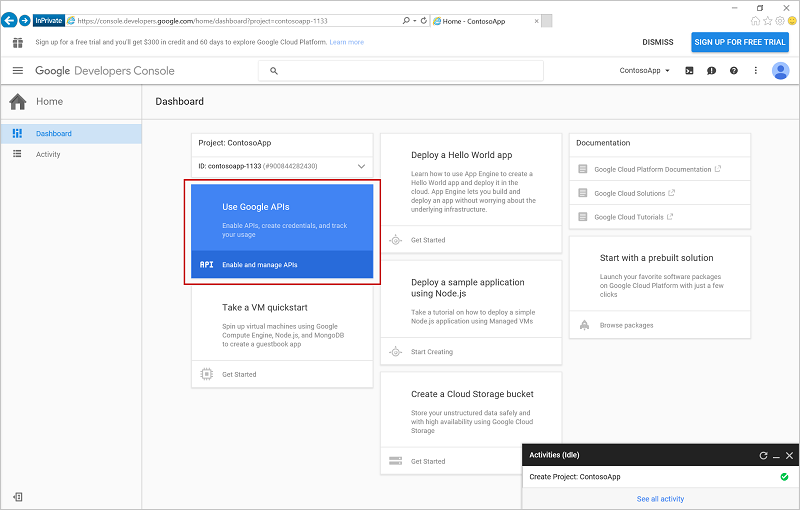 InPrivate
https://console.developers.google.com/home/dashboard?project=contosoapp-1133
Home - ContosoApp
Sign up for a free trial and you'll get $300 in credit and 60 days to explore Google Cloud Platform. Learn more
DISMISS
SIGN UP FOR FREE TRIAL
Google Developers Console
ContosoApp
Home
Dashboard
Dashboard
Activity
Project: ContosoApp
ID: contosoapp-1133 (#900844282430)
Use Google APIs
Enable APIs, create credentials, and track
your usage
API Enable and manage APIs
Take a VM quickstart
Spin up virtual machines using Google
Compute Engine, Node.js, and MongoDB
to create a guestbook app
Get Started
Deploy a Hello World app
Learn how to use App Engine to create a
Hello World app and deploy it in the
cloud. App Engine lets you build and
deploy an app without worrying about the
underlying infrastructure.
Get Started
Deploy a sample application
using Node.js
Take a tutorial on how to deploy a simple
Node js application using Managed VMs
Start Creating
Create a Cloud Storage bucket
Store your unstructured data safely and
with high availability using Google Cloud
Storage
Get Started
Documentation
Google Cloud Platform Documentation
Google Cloud Solutions
Google Cloud Tutorials
Start with a prebuilt solution
Launch your favorite software packages
on Google Cloud Platform with just a few
clicks
Browse packages
Activities (Idle)
Create Project: ContosoApp
See all activity